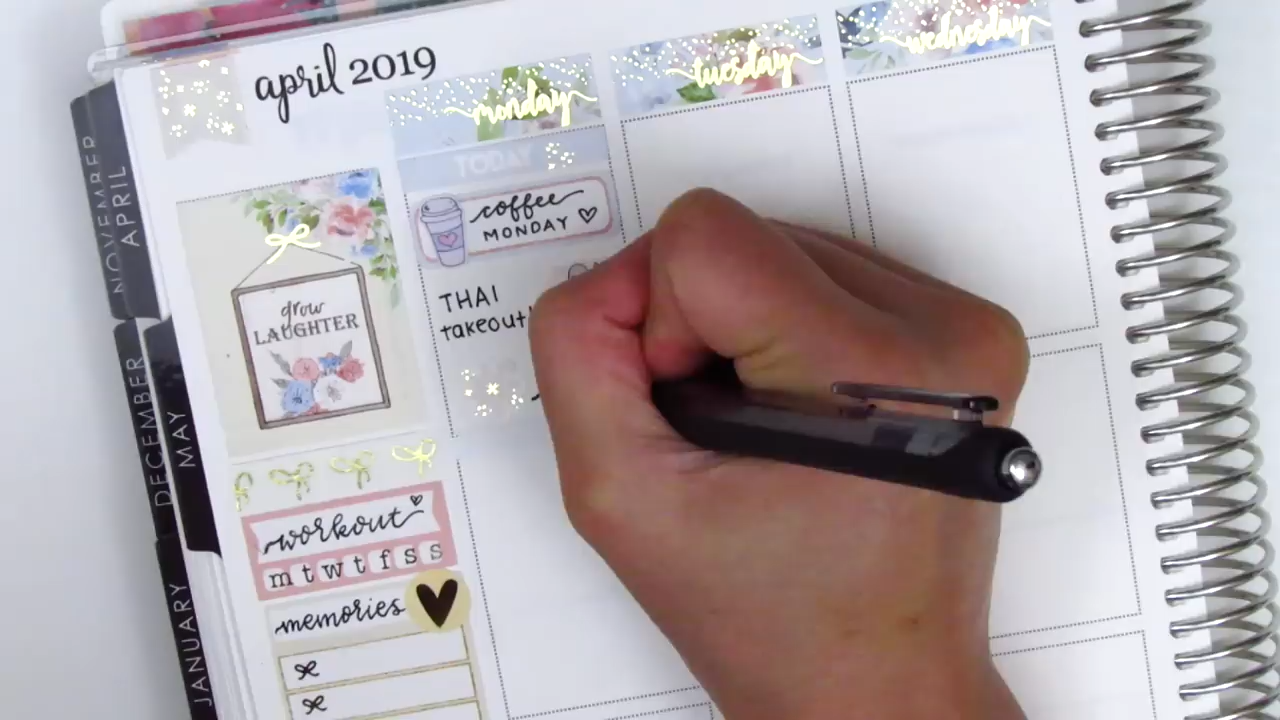 april 2019
monday
tuesday
wednesday
TODAY
coffee
MONDAY
THAI
takeout
grow
LAUGHTER
workout
m t w t f s s
memories
NOVEMBER
APRIL
DECEMBER
MAY
JANUARY